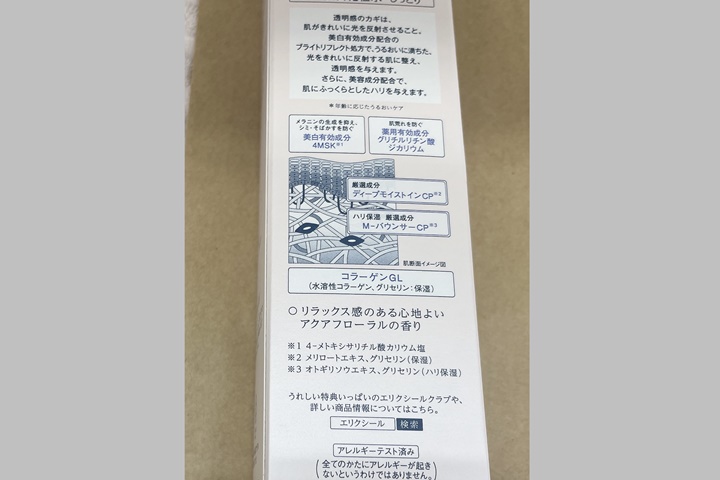 透明感のカギは、
肌がきれいに光を反射させること。
美白有効成分配合の
ブライトリフレクト処方で、うるおいに満ちた、
光をきれいに反射する肌に整え、
透明感を与えます。
さらに、美容成分配合で、
肌にふっくらとしたハリを与えます。
＊年齢に応じたうるおいケア
メラニンの生成を抑え、
シミ・そばかすを防ぐ
美白有効成分
4MSK※1
肌荒れを防ぐ
薬用有効成分
グリチルリチン酸
ジカリウム
厳選成分
ディープモイストインCP※2
ハリ保湿 厳選成分
M-バウンサーCP※3
肌断面イメージ図
コラーゲンGL
(水溶性コラーゲン、グリセリン:保湿)
○リラックス感のある心地よい
アクアフローラルの香り
※1 4-メトキシサリチル酸カリウム塩
※2 メリロートエキス、グリセリン(保湿)
※3 オトギリソウエキス、グリセリン(ハリ保湿)
うれしい特典いっぱいのエリクシールクラブや、
詳しい商品情報についてはこちら。
エリクシール 検索
アレルギーテスト済み
(全てのかたにアレルギーが起き
ないというわけではありません。)